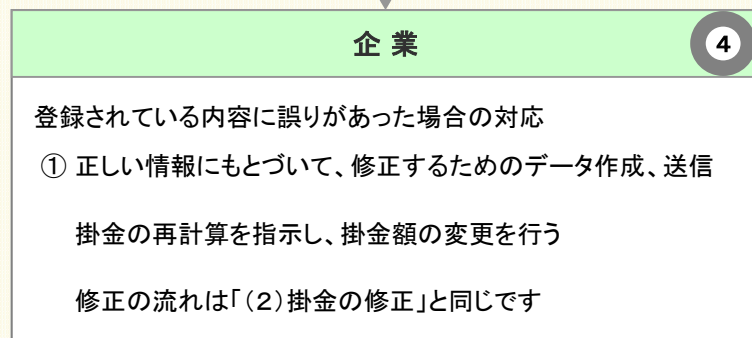 企 業
4
登録されている内容に誤りがあった場合の対応
① 正しい情報にもとづいて、修正するためのデータ作成、送信
掛金の再計算を指示し、掛金額の変更を行う
修正の流れは「（２）掛金の修正」と同じです